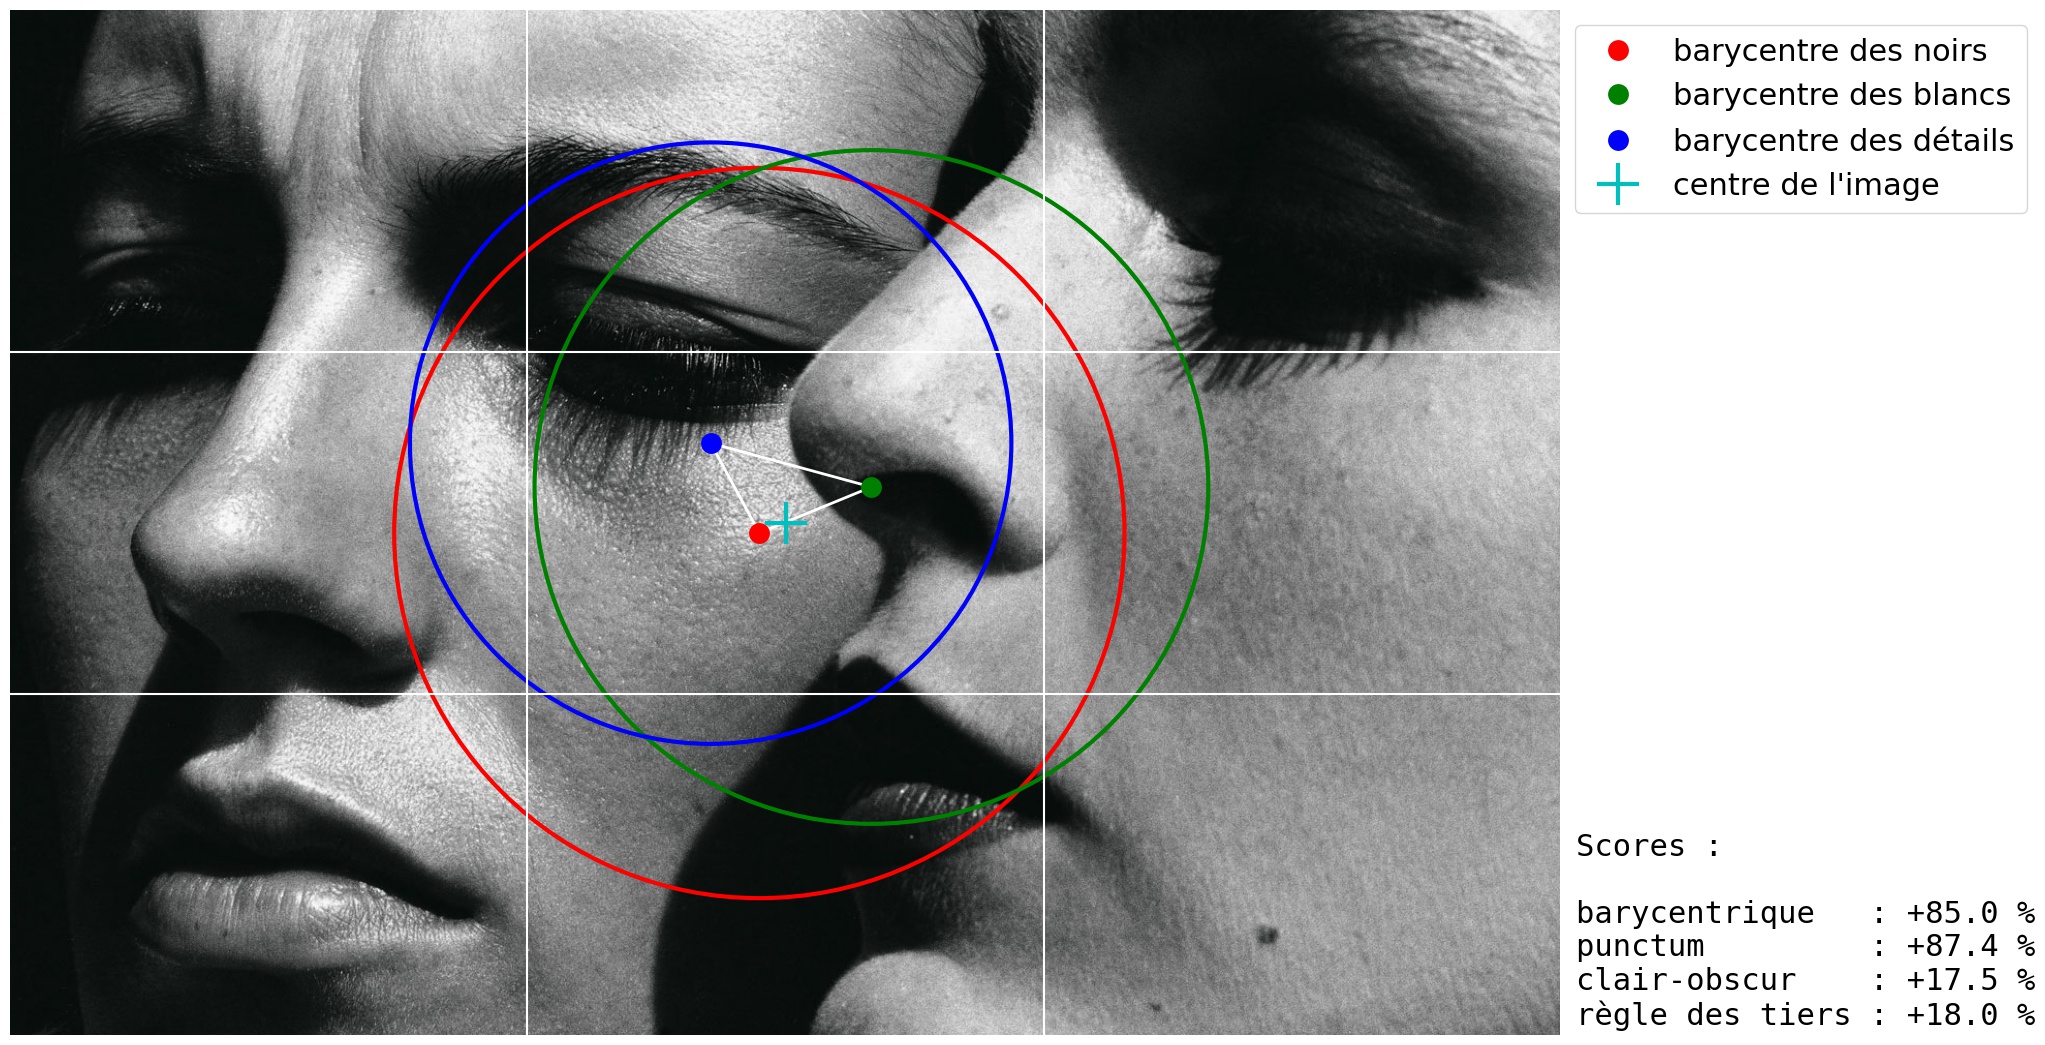 barycentre des noirs
barycentre des blancs
barycentre des détails
centre de l'image
Scores :
barycentrique : +85.0 %
punctum : +87.4 %
clair-obscur : +17.5 %
règle des tiers : +18.0 %